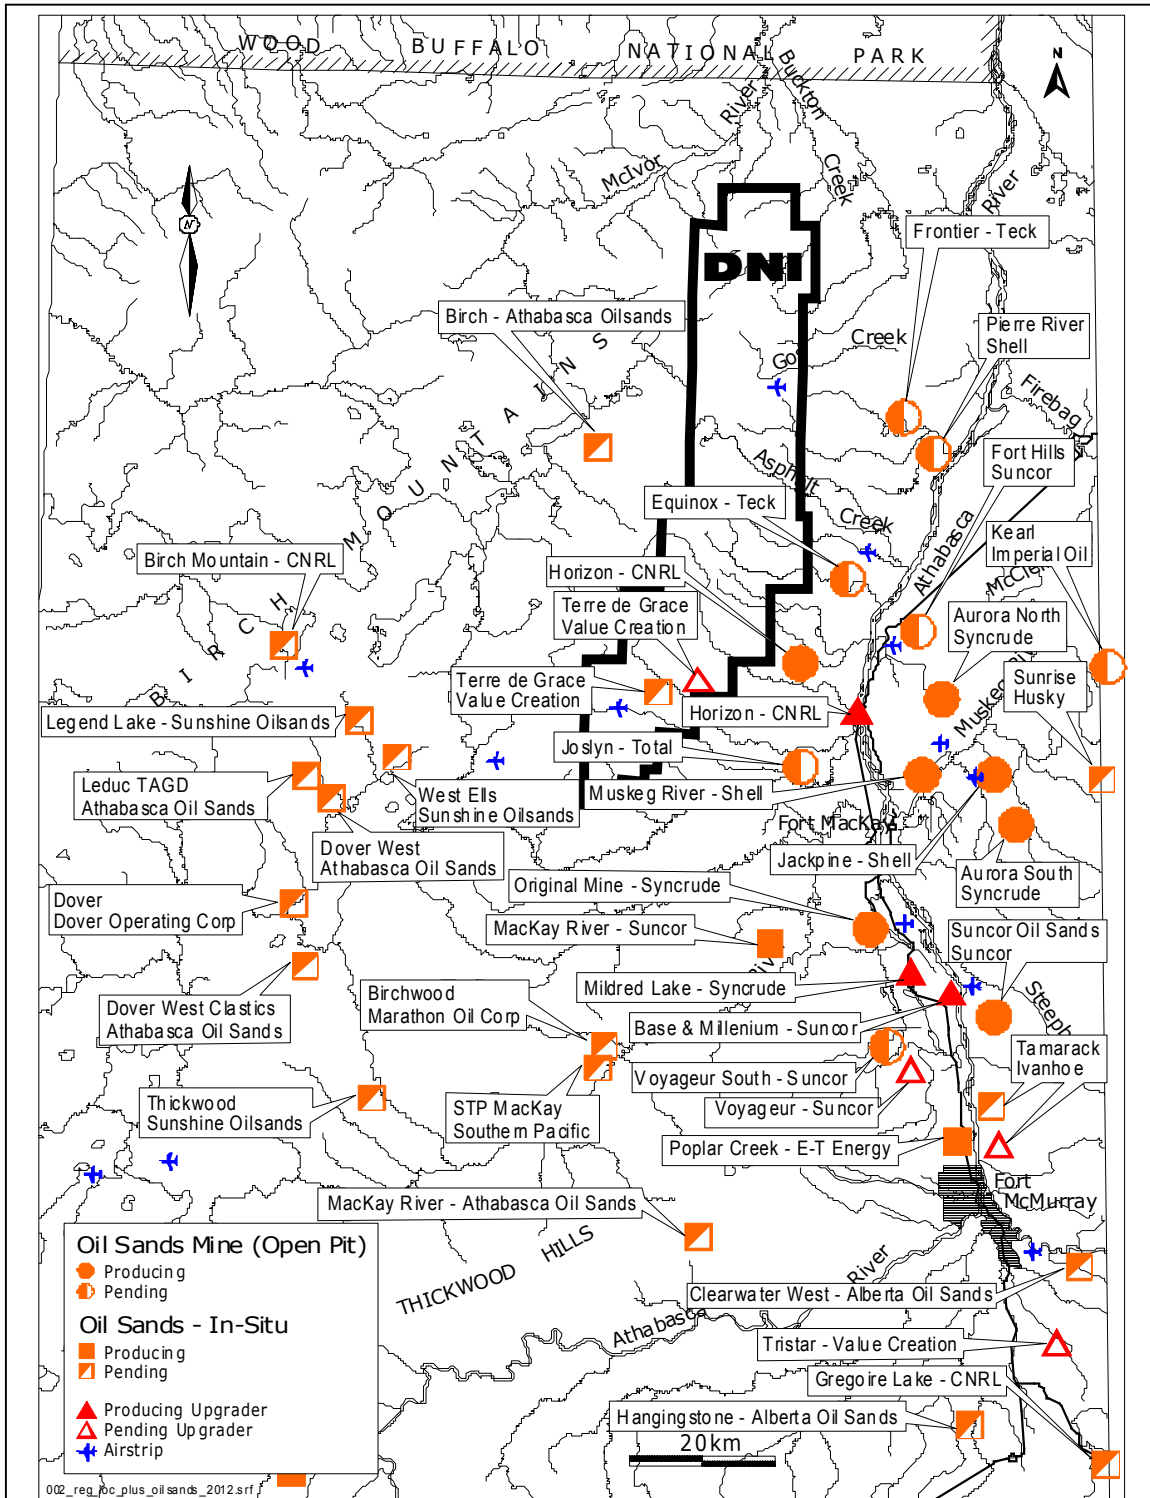 WOOD BUFFALO NATIONAL PARK
N
Buckton
Creek
River
McIvor
River
N
Frontier - Teck
DNI
Birch - Athabasca Oilsands
Pierre River
Shell
Creek
Firebag
BIRCH MOUNTAINS
Fort Hills
Suncor
Asphalt
Creek
Equinox - Teck
Kearl
Imperial Oil
Athabasca
Birch Mountain - CNRL
Horizon - CNRL
Terre de Grace
Value Creation
Aurora North
Syncrude
Sunrise
Husky
Terre de Grace
Value Creation
Legend Lake - Sunshine Oilsands
Horizon - CNRL
Joslyn - Total
Leduc TAGD
Athabasca Oil Sands
West Ells
Sunshine Oilsands
Muskeg River - Shell
Fort MacKay
Dover West
Athabasca Oil Sands
Jackpine - Shell
Aurora South
Syncrude
Original Mine - Syncrude
Dover
Dover Operating Corp
MacKay River - Suncor
Suncor Oil Sands
Suncor
Mildred Lake - Syncrude
Birchwood
Marathon Oil Corp
Dover West Clastics
Athabasca Oil Sands
Base & Millenium - Suncor
Tamarack
Ivanhoe
Voyageur South - Suncor
Thickwood
Sunshine Oilsands
STP MacKay
Southern Pacific
Voyageur - Suncor
Poplar Creek - E-T Energy
Fort
McMurray
MacKay River - Athabasca Oil Sands
THICKWOOD HILLS
River
Athabasca
Clearwater West - Alberta Oil Sands
Tristar - Value Creation
Gregoire Lake - CNRL
Hangingstone - Alberta Oil Sands
20km
Oil Sands Mine (Open Pit)
Producing
Pending
Oil Sands - In-Situ
Producing
Pending
Producing Upgrader
Pending Upgrader
Airstrip
002_reg_loc_plus_oilsands_2012.srf